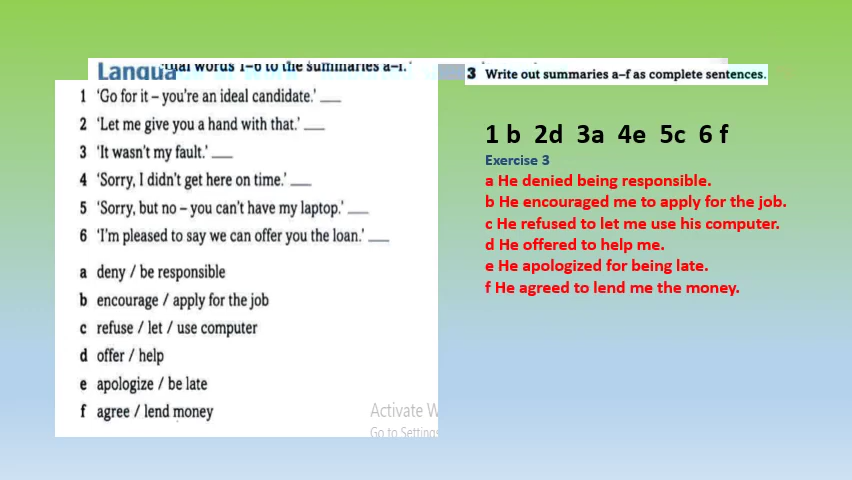 Langua
tual words 1–6 to the summaries a–f.
1 'Go for it – you're an ideal candidate.' ___
2 'Let me give you a hand with that.' ___
3 'It wasn't my fault.' ___
4 'Sorry, I didn't get here on time.' ___
5 'Sorry, but no – you can't have my laptop.' ___
6 'I'm pleased to say we can offer you the loan.' ___
a deny / be responsible
b encourage / apply for the job
c refuse / let / use computer
d offer / help
e apologize / be late
f agree / lend money
Activate W
Go to Settings
3 Write out summaries a–f as complete sentences.
1 b 2d 3a 4e 5c 6 f
Exercise 3
a He denied being responsible.
b He encouraged me to apply for the job.
c He refused to let me use his computer.
d He offered to help me.
e He apologized for being late.
f He agreed to lend me the money.